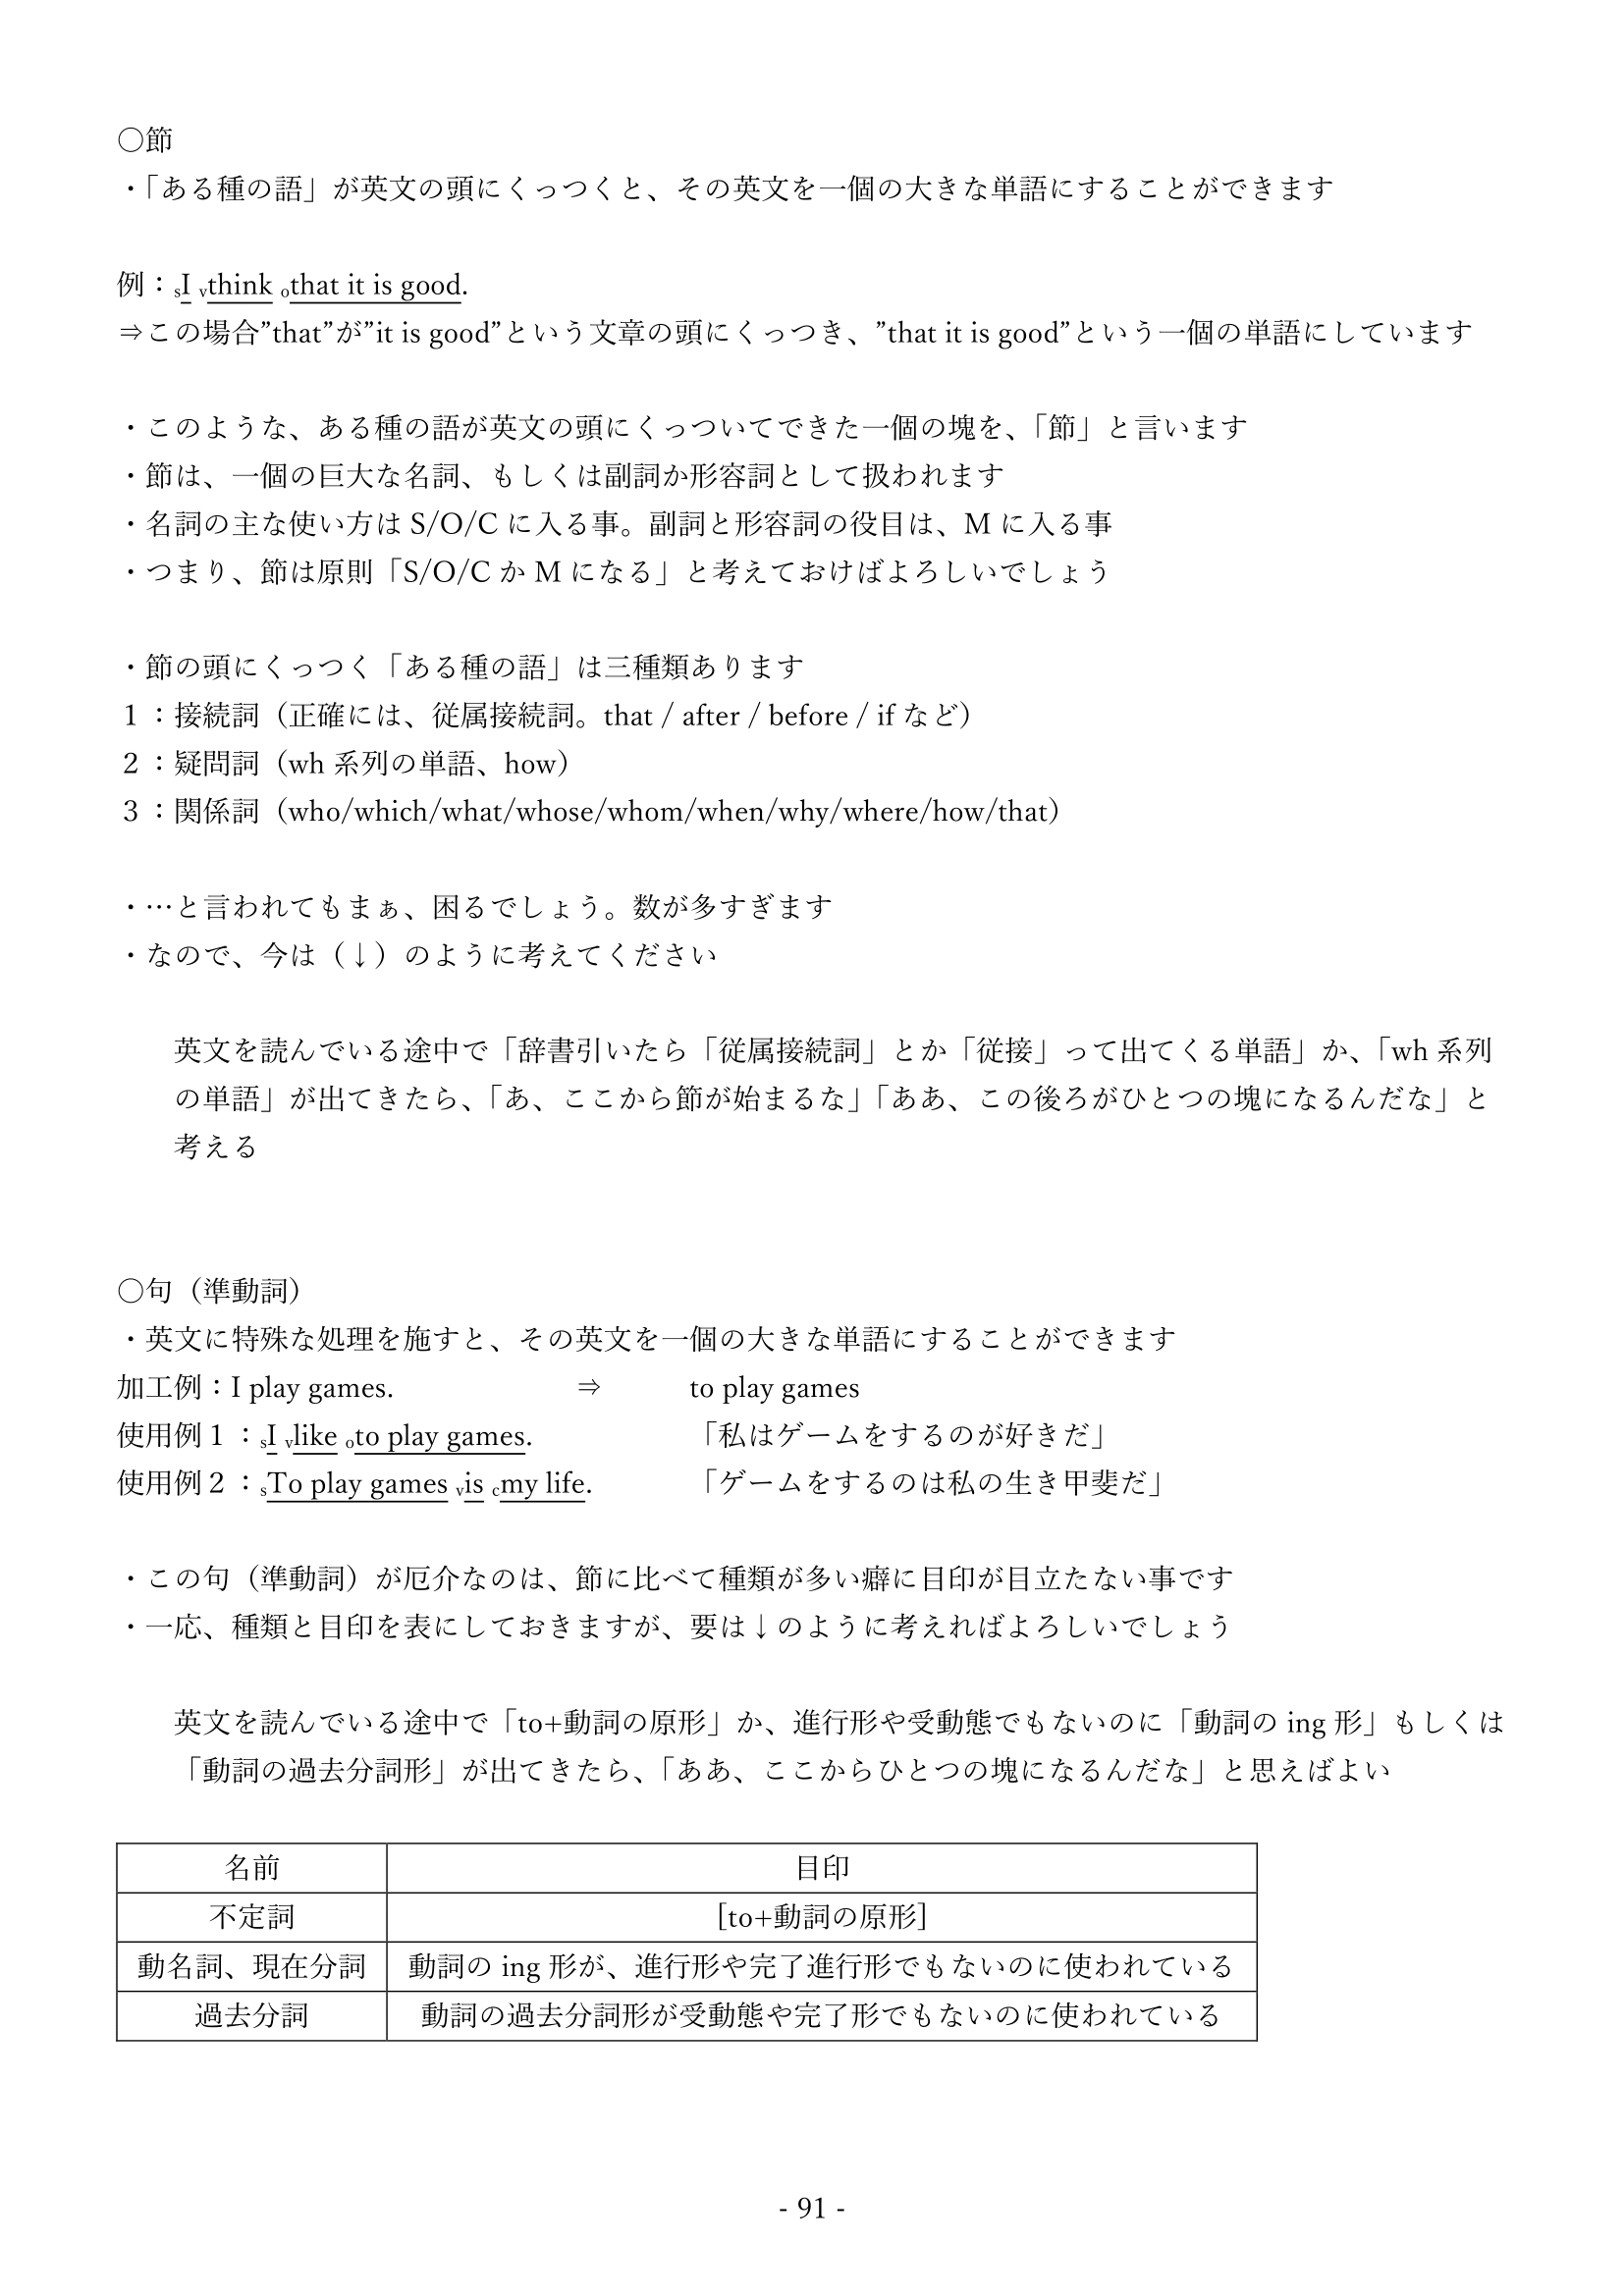 〇節
・「ある種の語」が英文の頭にくっつくと、その英文を一個の大きな単語にすることができます
例：sI vthink othat it is good.
⇒この場合”that”が”it is good”という文章の頭にくっつき、”that it is good”という一個の単語にしています
・このような、ある種の語が英文の頭にくっついてできた一個の塊を、「節」と言います
・節は、一個の巨大な名詞、もしくは副詞か形容詞として扱われます
・名詞の主な使い方は S/O/C に入る事。副詞と形容詞の役目は、M に入る事
・つまり、節は原則「S/O/C か M になる」と考えておけばよろしいでしょう
・節の頭にくっつく「ある種の語」は三種類あります
１：接続詞（正確には、従属接続詞。that / after / before / if など）
２：疑問詞（wh 系列の単語、how）
３：関係詞（who/which/what/whose/whom/when/why/where/how/that）
・…と言われてもまぁ、困るでしょう。数が多すぎます
・なので、今は（↓）のように考えてください
英文を読んでいる途中で「辞書引いたら「従属接続詞」とか「従接」って出てくる単語」か、「wh 系列
の単語」が出てきたら、「あ、ここから節が始まるな」「ああ、この後ろがひとつの塊になるんだな」と
考える
〇句（準動詞）
・英文に特殊な処理を施すと、その英文を一個の大きな単語にすることができます
加工例：I play games. ⇒ to play games
使用例１：sI vlike oto play games. 「私はゲームをするのが好きだ」
使用例２：sTo play games vis cmy life. 「ゲームをするのは私の生き甲斐だ」
・この句（準動詞）が厄介なのは、節に比べて種類が多い癖に目印が目立たない事です
・一応、種類と目印を表にしておきますが、要は↓のように考えればよろしいでしょう
英文を読んでいる途中で「to+動詞の原形」か、進行形や受動態でもないのに「動詞の ing 形」もしくは
「動詞の過去分詞形」が出てきたら、「ああ、ここからひとつの塊になるんだな」と思えばよい
名前 目印
不定詞 [to+動詞の原形]
動名詞、現在分詞 動詞の ing 形が、進行形や完了進行形でもないのに使われている
過去分詞 動詞の過去分詞形が受動態や完了形でもないのに使われている
- 91 -